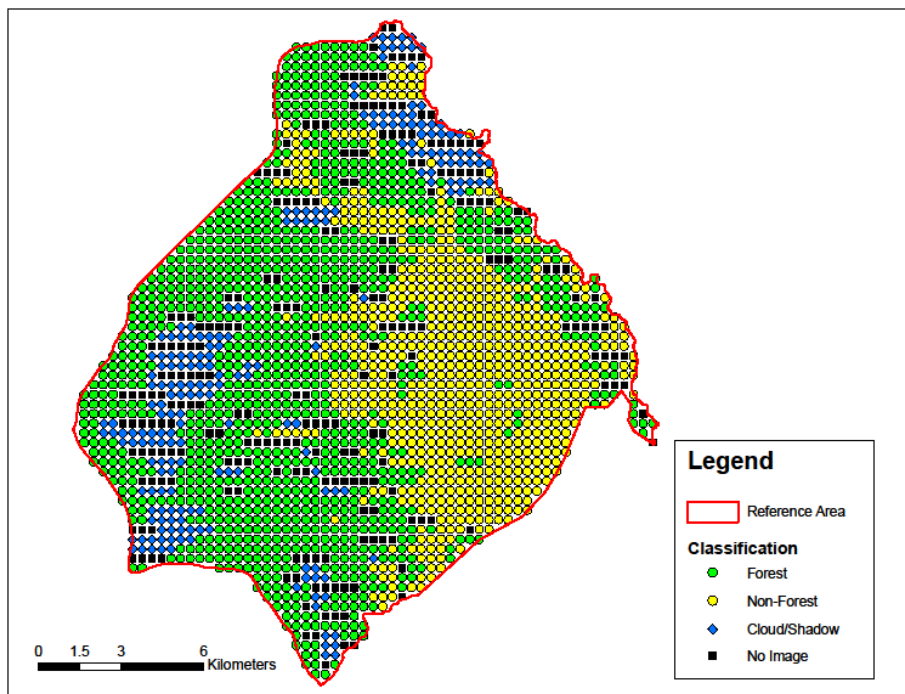 Legend
Reference Area
Classification
Forest
Non-Forest
Cloud/Shadow
No Image
0 1.5 3 6
Kilometers